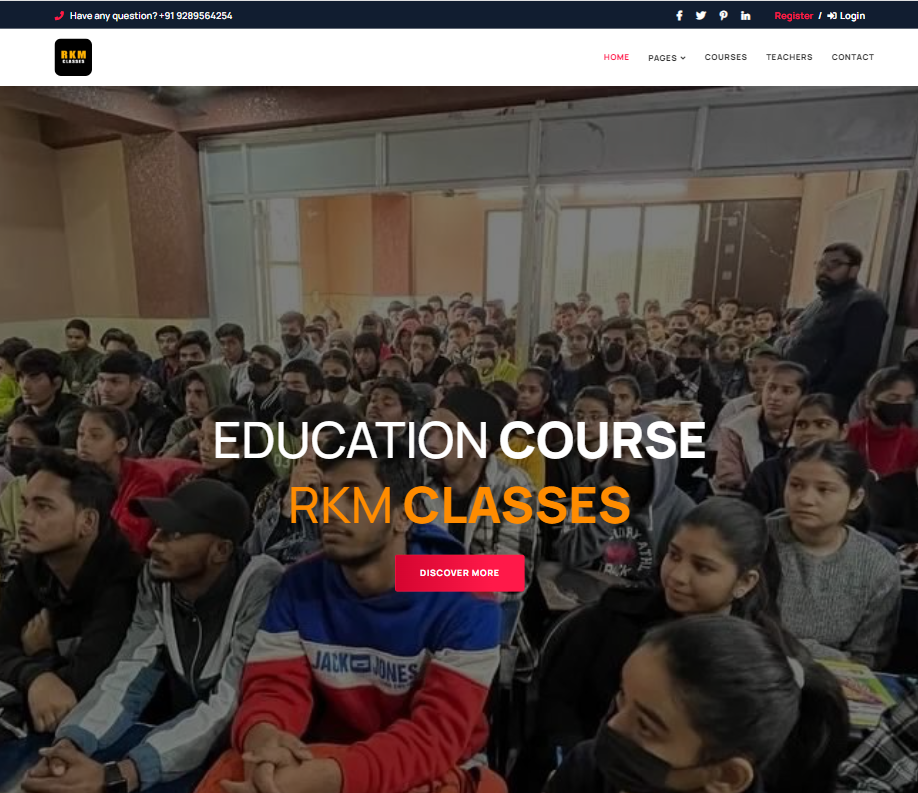 Have any question? +91 9289564254
Register / Login
RKM
CLASSES
HOME
PAGES
COURSES
TEACHERS
CONTACT
EDUCATION COURSE
RKM CLASSES
DISCOVER MORE
JACK JONES